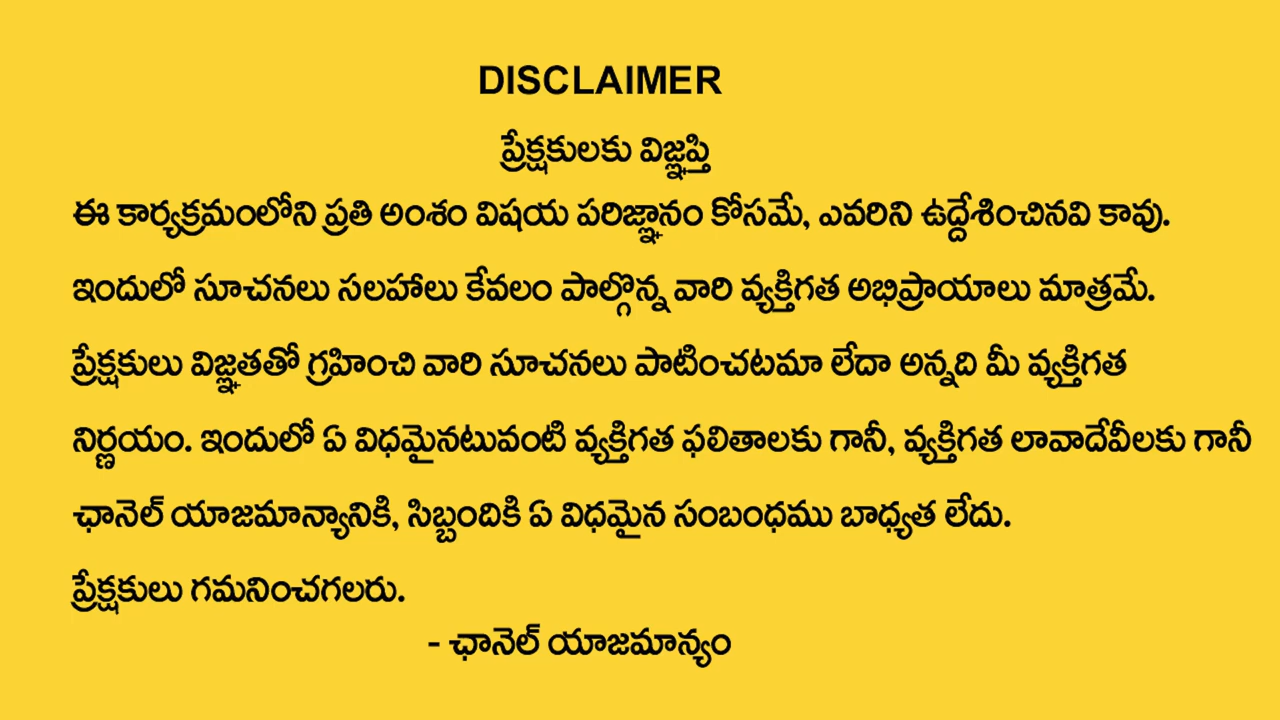 DISCLAIMER
ప్రేక్షకులకు విజ్ఞప్తి
ఈ కార్యక్రమంలోని ప్రతి అంశం విషయ పరిజ్ఞానం కోసమే, ఎవరిని ఉద్దేశించినవి కావు.
ఇందులో సూచనలు సలహాలు కేవలం పాల్గొన్న వారి వ్యక్తిగత అభిప్రాయాలు మాత్రమే.
ప్రేక్షకులు విజ్ఞతతో గ్రహించి వారి సూచనలు పాటించటమా లేదా అన్నది మీ వ్యక్తిగత
నిర్ణయం. ఇందులో ఏ విధమైనటువంటి వ్యక్తిగత ఫలితాలకు గానీ, వ్యక్తిగత లావాదేవీలకు గానీ
ఛానెల్ యాజమాన్యానికి, సిబ్బందికి ఏ విధమైన సంబంధము బాధ్యత లేదు.
ప్రేక్షకులు గమనించగలరు.
- ఛానెల్ యాజమాన్యం